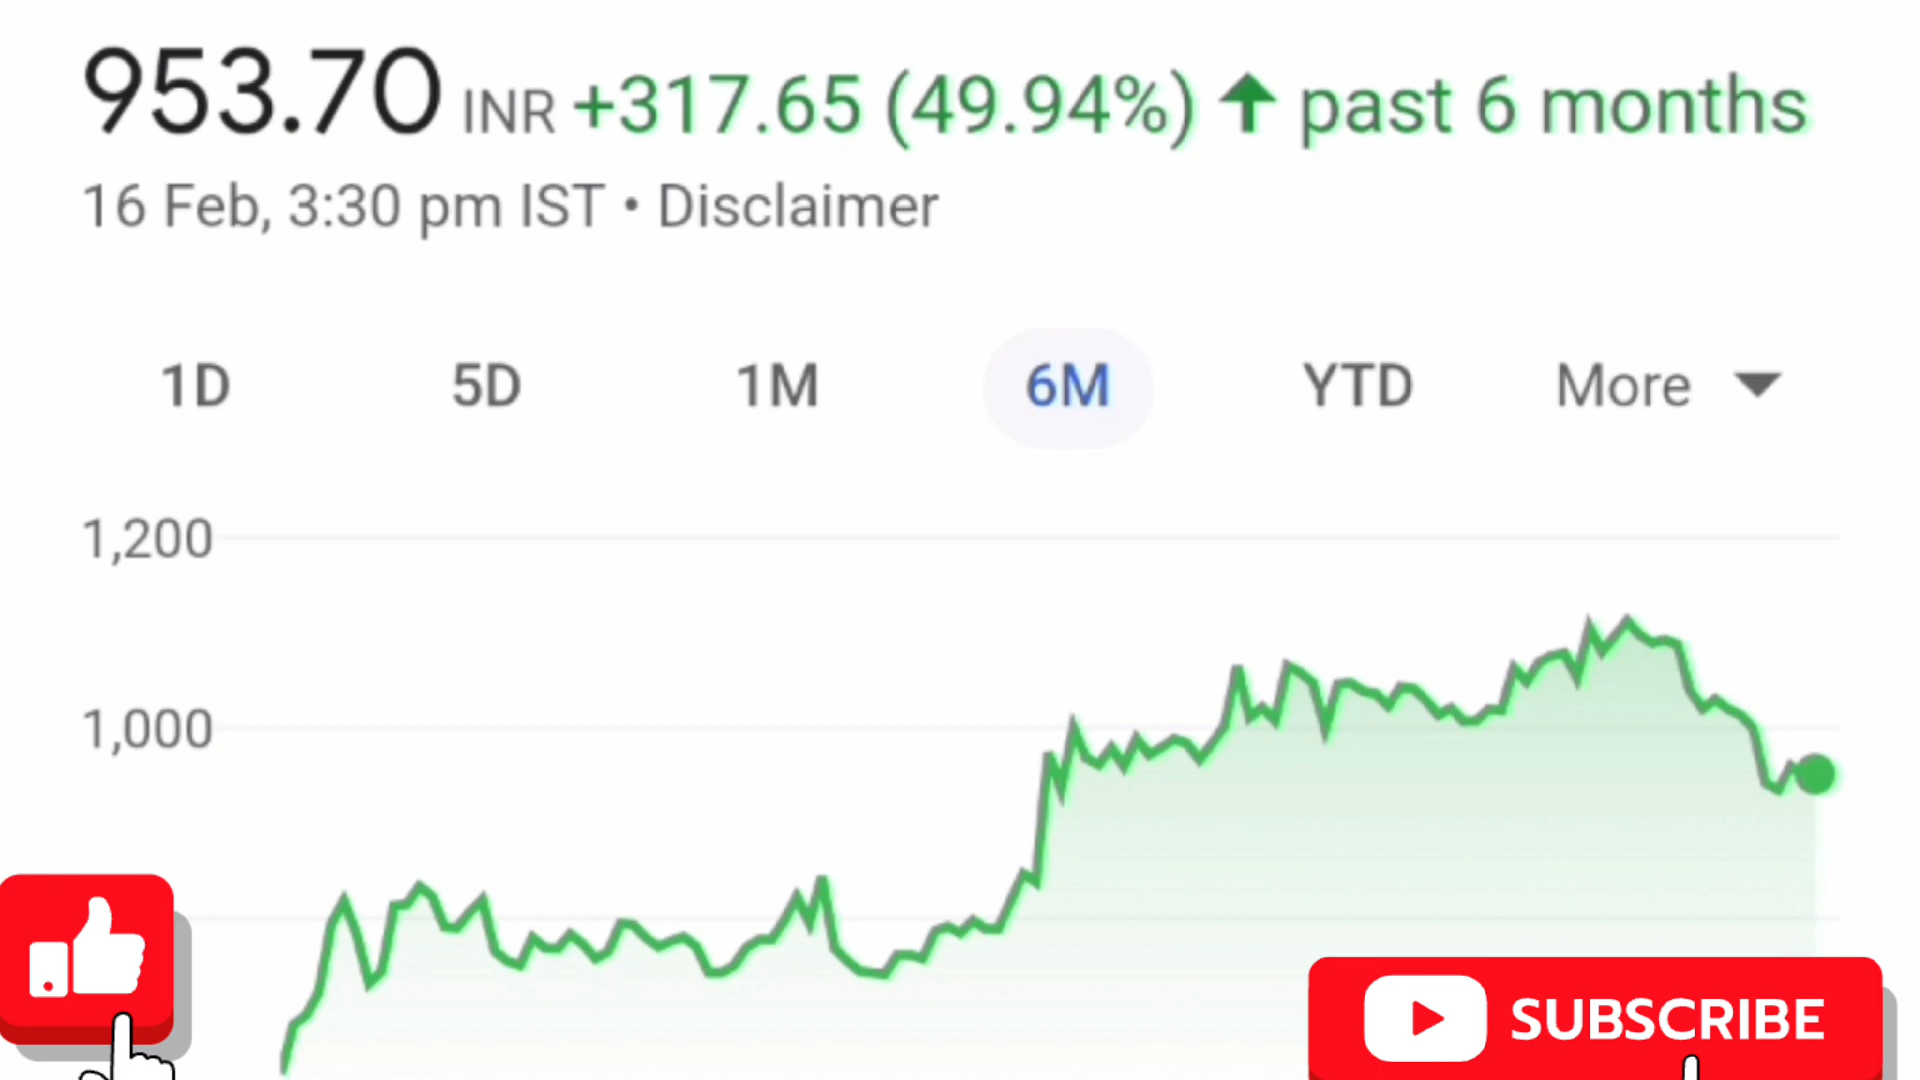 953.70 INR +317.65 (49.94%) ↑ past 6 months
16 Feb, 3:30 pm IST • Disclaimer
1D 5D 1M 6M YTD More
1,200
1,000
SUBSCRIBE